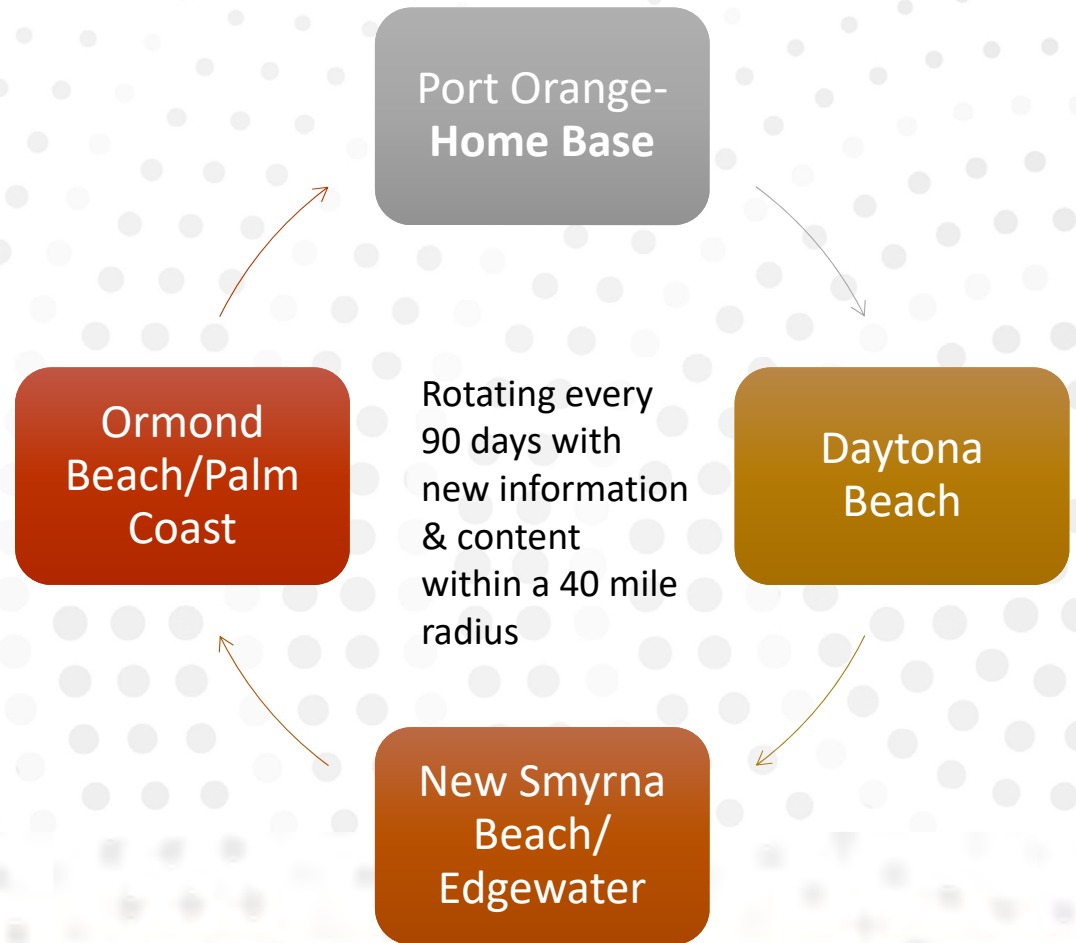 Port Orange-
Home Base
Daytona
Beach
New Smyrna
Beach/
Edgewater
Ormond
Beach/Palm
Coast
Rotating every
90 days with
new information
& content
within a 40 mile
radius